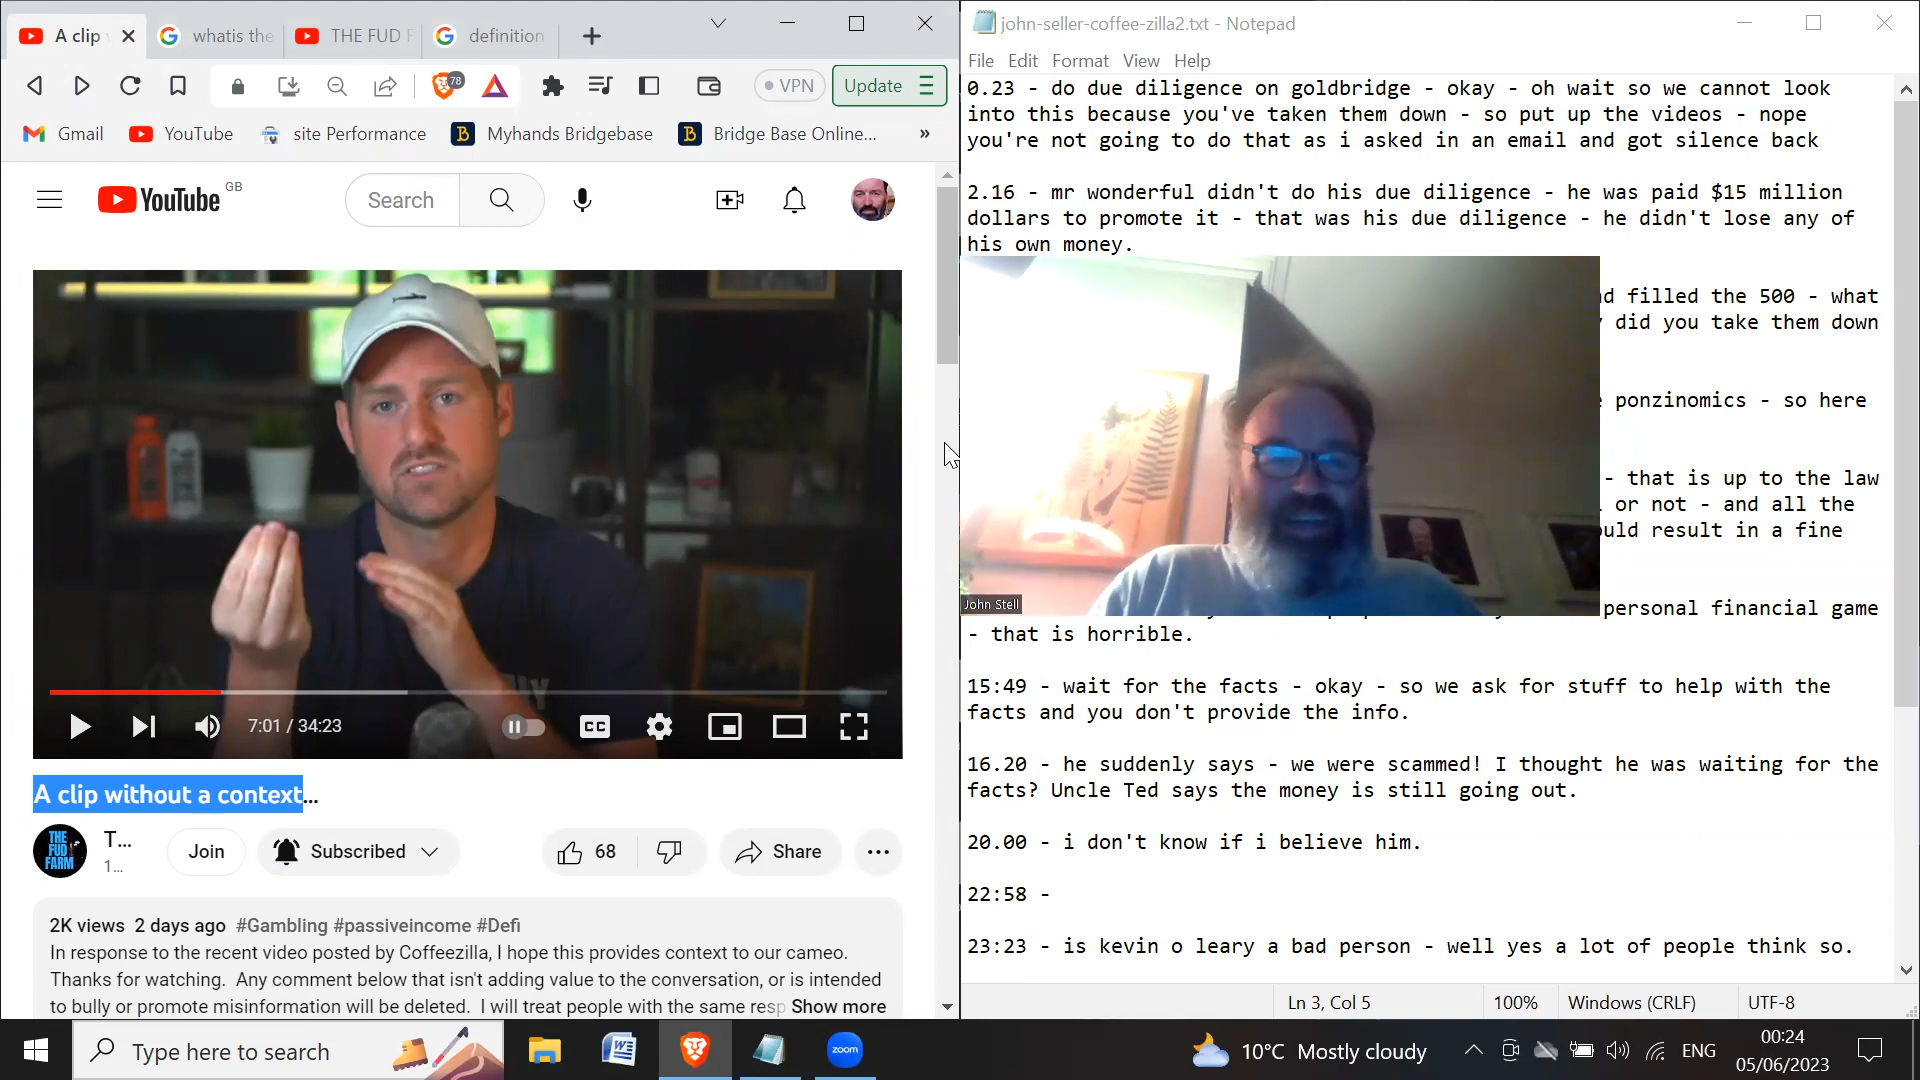 A clip
whatis the
THE FUD F
definition
78
VPN
Update
Gmail
YouTube
site Performance
Myhands Bridgebase
Bridge Base Online...
»
YouTube GB
Search
7:01 / 34:23
CC
A clip without a context...
THE FUD FARM
T...
1...
Join
Subscribed
68
Share
2K views 2 days ago #Gambling #passiveincome #Defi
In response to the recent video posted by Coffeezilla, I hope this provides context to our cameo.
Thanks for watching. Any comment below that isn't adding value to the conversation, or is intended
to bully or promote misinformation will be deleted. I will treat people with the same resp Show more
john-seller-coffee-zilla2.txt - Notepad
File Edit Format View Help
0.23 - do due diligence on goldbridge - okay - oh wait so we cannot look
into this because you've taken them down - so put up the videos - nope
you're not going to do that as i asked in an email and got silence back
2.16 - mr wonderful didn't do his due diligence - he was paid $15 million
dollars to promote it - that was his due diligence - he didn't lose any of
his own money.
filled the 500 - what
did you take them down
ponzinomics - so here
- that is up to the law
or not - and all the
result in a fine
personal financial game
- that is horrible.
John Stell
15:49 - wait for the facts - okay - so we ask for stuff to help with the
facts and you don't provide the info.
16.20 - he suddenly says - we were scammed! I thought he was waiting for the
facts? Uncle Ted says the money is still going out.
20.00 - i don't know if i believe him.
22:58 -
23:23 - is kevin o leary a bad person - well yes a lot of people think so.
Ln 3, Col 5
100%
Windows (CRLF)
UTF-8
Type here to search
zoom
10°C Mostly cloudy
ENG
00:24
05/06/2023